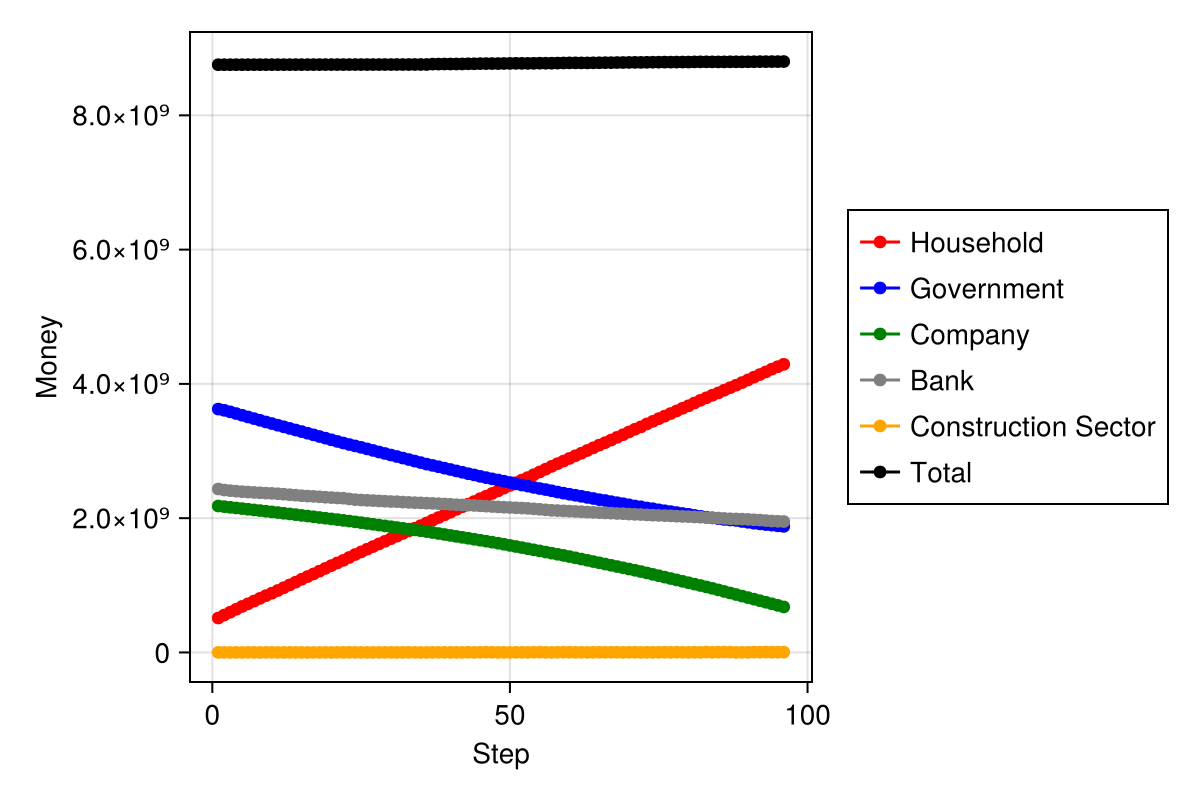 8.0×10⁹
6.0×10⁹
4.0×10⁹
2.0×10⁹
0
Money
0 50 100
Step
Household
Government
Company
Bank
Construction Sector
Total